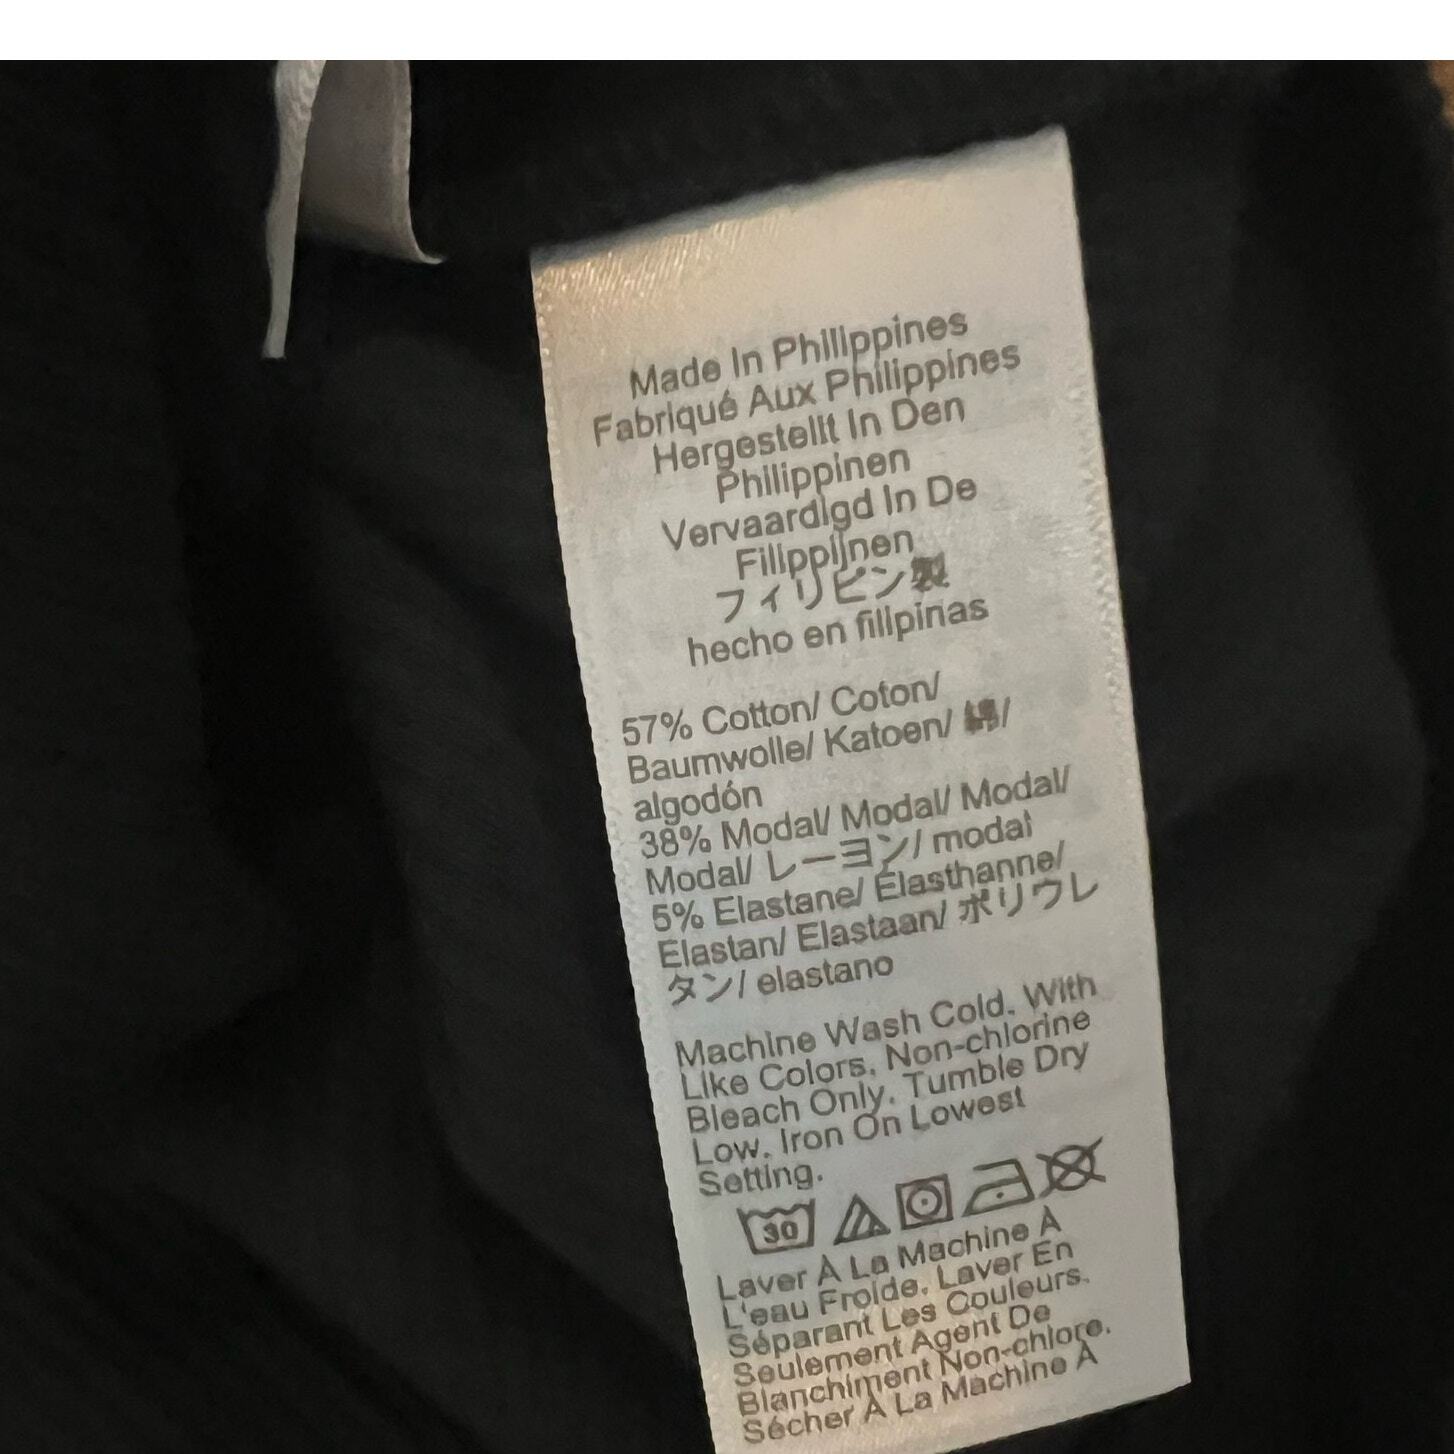 Made In Philippines
Fabriqué Aux Philippines
Hergestellt In Den
Philippinen
Vervaardigd In De
Filippijnen
フィリピン製
hecho en filipinas
57% Cotton/ Coton/
Baumwolle/ Katoen/ 綿/
algodón
38% Modal/ Modal/ Modal/
Modal/ レーヨン/ modal
5% Elastane/ Élasthanne/
Elastan/ Elastaan/ ポリウレ
タン/ elastano
Machine Wash Cold. With
Like Colors. Non-chlorine
Bleach Only. Tumble Dry
Low. Iron On Lowest
Setting.
30
Laver À La Machine À
L'eau Froide. Laver En
Séparant Les Couleurs.
Seulement Agent De
Blanchiment Non-chlore.
Sécher À La Machine À